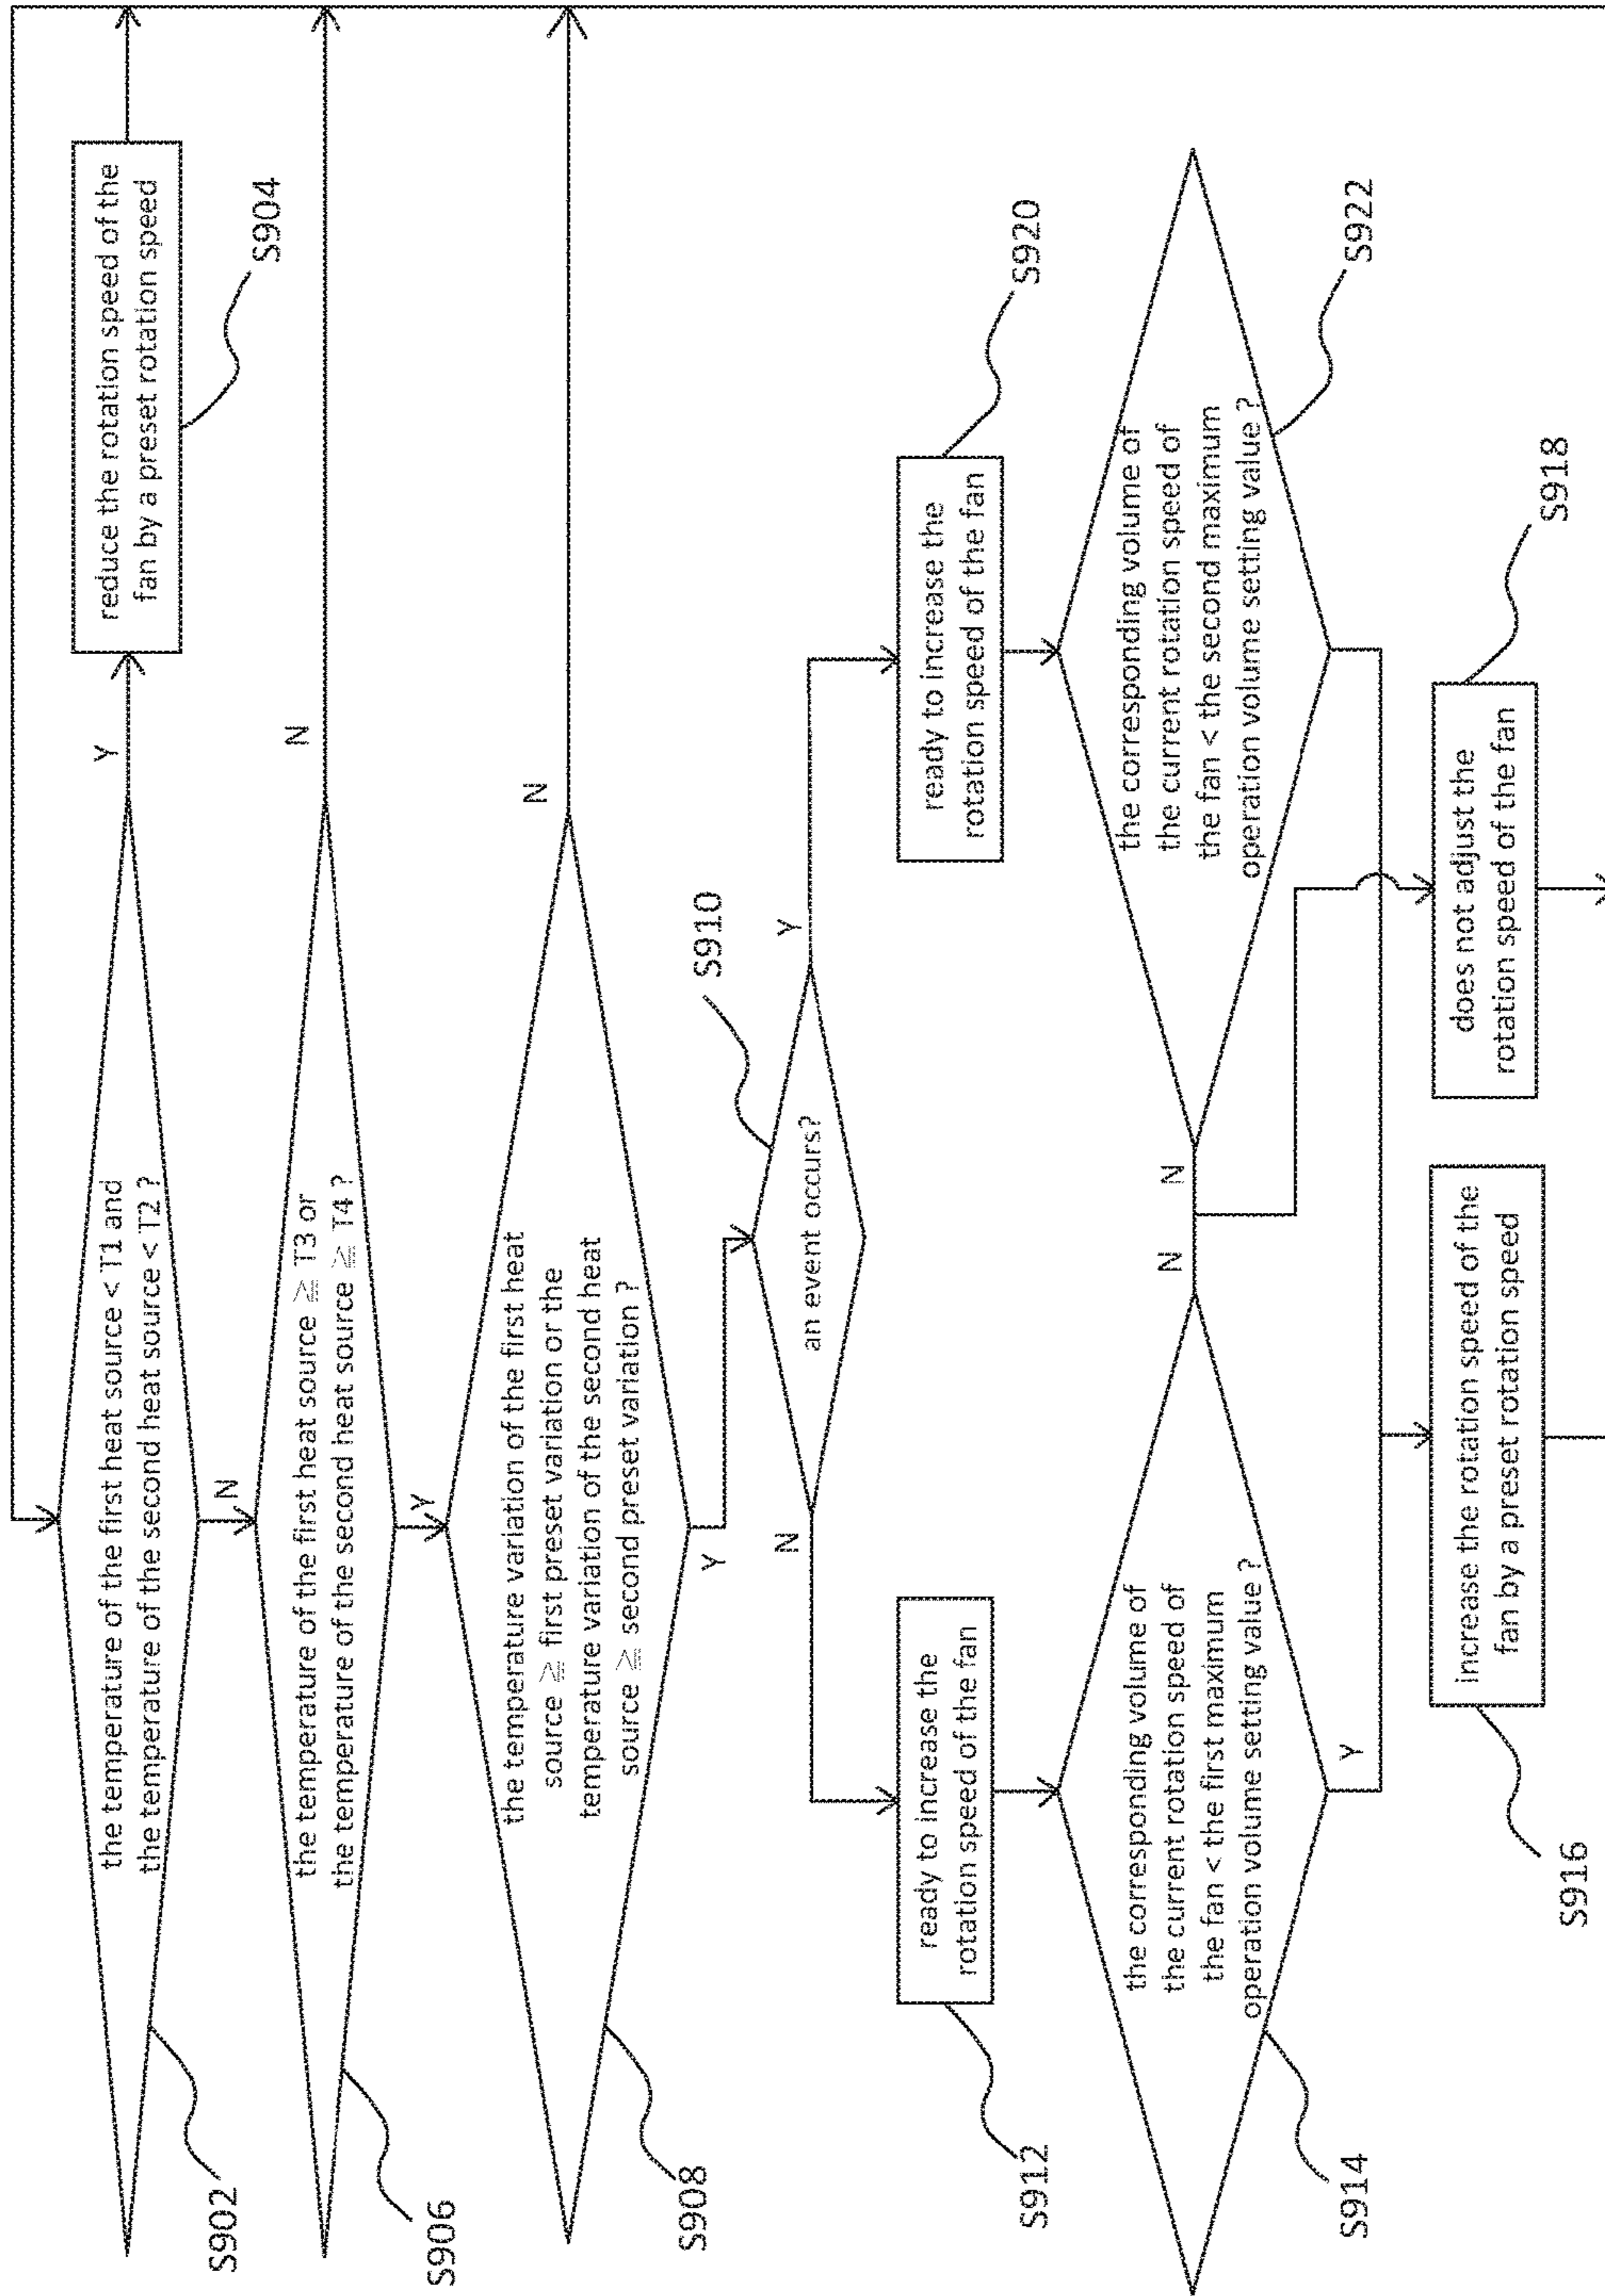 the temperature of the first heat source < T1 and
the temperature of the second heat source < T2 ?
S902
Y
reduce the rotation speed of the
fan by a preset rotation speed
S904
N
the temperature of the first heat source ≧ T3 or
the temperature of the second heat source ≧ T4 ?
S906
N
Y
the temperature variation of the first heat
source ≧ first preset variation or the
temperature variation of the second heat
source ≧ second preset variation ?
S908
N
Y
an event occurs?
S910
N
Y
ready to increase the
rotation speed of the fan
S912
ready to increase the
rotation speed of the fan
S920
the corresponding volume of
the current rotation speed of
the fan < the first maximum
operation volume setting value ?
S914
N
N
the corresponding volume of
the current rotation speed of
the fan < the second maximum
operation volume setting value ?
S922
Y
increase the rotation speed of the
fan by a preset rotation speed
S916
does not adjust the
rotation speed of the fan
S918